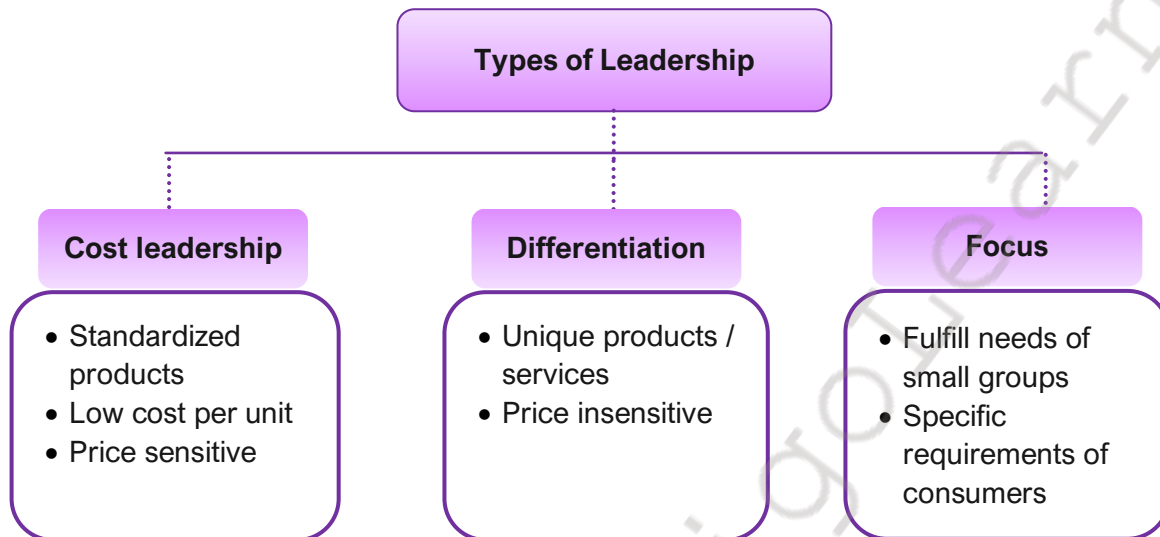 Types of Leadership
Cost leadership
• Standardized
products
• Low cost per unit
• Price sensitive
Differentiation
• Unique products /
services
• Price insensitive
Focus
• Fulfill needs of
small groups
• Specific
requirements of
consumers
igolearn